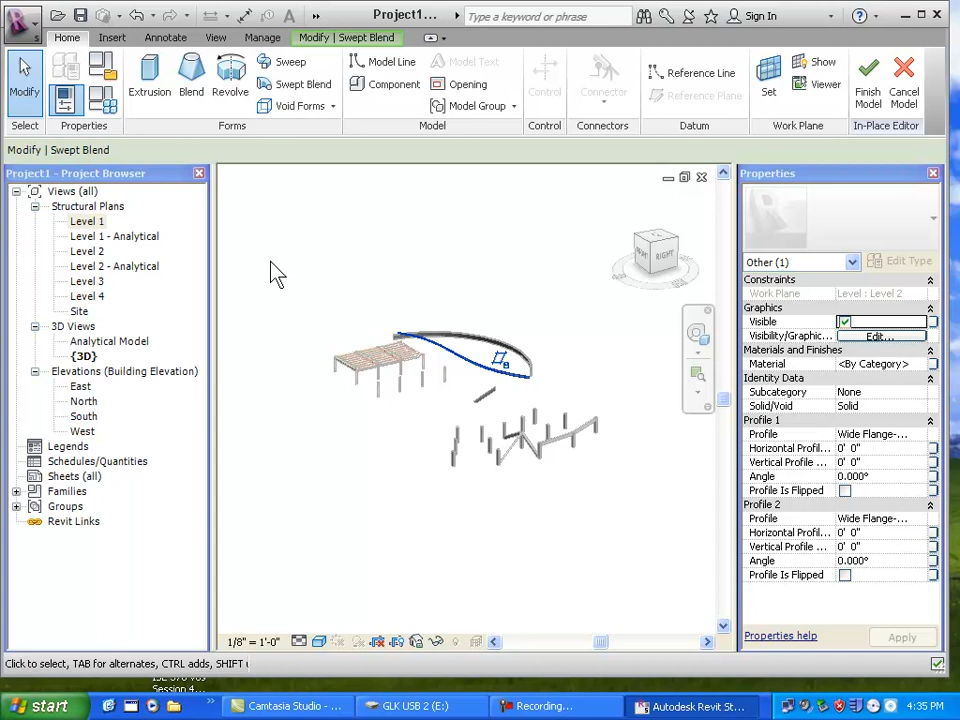 Project1...
Type a keyword or phrase
Sign In
Home Insert Annotate View Manage Modify | Swept Blend
Modify
Extrusion Blend Revolve
Sweep
Swept Blend
Void Forms
Model Line
Component
Model Text
Opening
Model Group
Control
Connector
Reference Line
Reference Plane
Set
Show
Viewer
Finish Model
Cancel Model
Select Properties Forms Model Control Connectors Datum Work Plane In-Place Editor
Modify | Swept Blend
Project1 - Project Browser
Views (all)
Structural Plans
Level 1
Level 1 - Analytical
Level 2
Level 2 - Analytical
Level 3
Level 4
Site
3D Views
Analytical Model
{3D}
Elevations (Building Elevation)
East
North
South
West
Legends
Schedules/Quantities
Sheets (all)
Families
Groups
Revit Links
RIGHT
Properties
Other (1) Edit Type
Constraints
Work Plane Level : Level 2
Graphics
Visible
Visibility/Graphic... Edit...
Materials and Finishes
Material <By Category>
Identity Data
Subcategory None
Solid/Void Solid
Profile 1
Profile Wide Flange-...
Horizontal Profil... 0' 0"
Vertical Profile ... 0' 0"
Angle 0.000°
Profile Is Flipped
Profile 2
Profile Wide Flange-...
Horizontal Profil... 0' 0"
Vertical Profile ... 0' 0"
Angle 0.000°
Profile Is Flipped
Properties help Apply
1/8" = 1'-0"
Click to select, TAB for alternates, CTRL adds, SHIFT
Session 4...
start
Camtasia Studio - ...
GLK USB 2 (E:)
Recording...
Autodesk Revit St...
4:35 PM